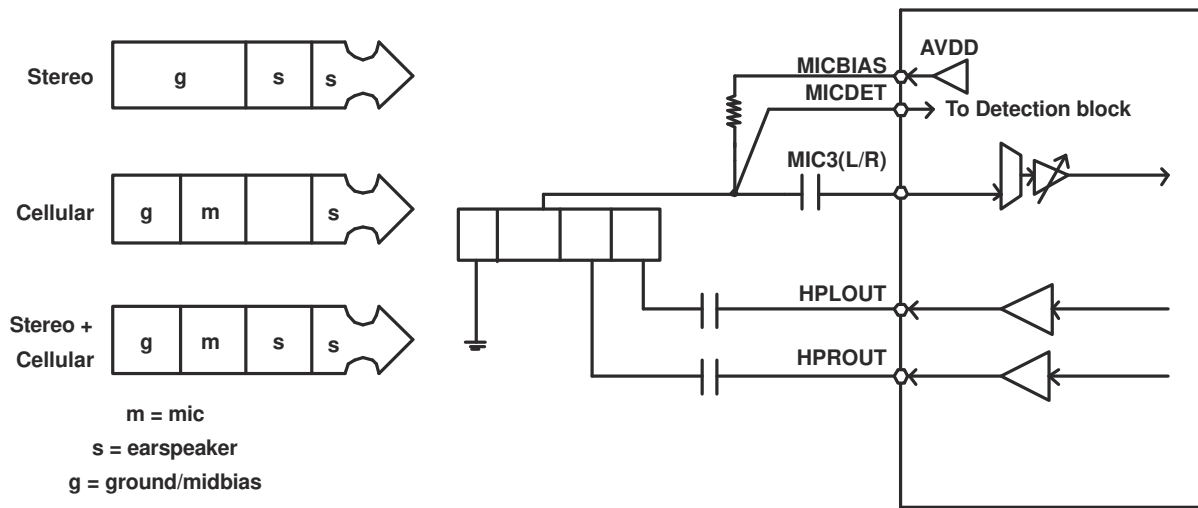 Stereo
g s s
Cellular
g m s
Stereo +
Cellular
g m s s
m = mic
s = earspeaker
g = ground/midbias
AVDD
MICBIAS
MICDET
To Detection block
MIC3(L/R)
HPLOUT
HPROUT